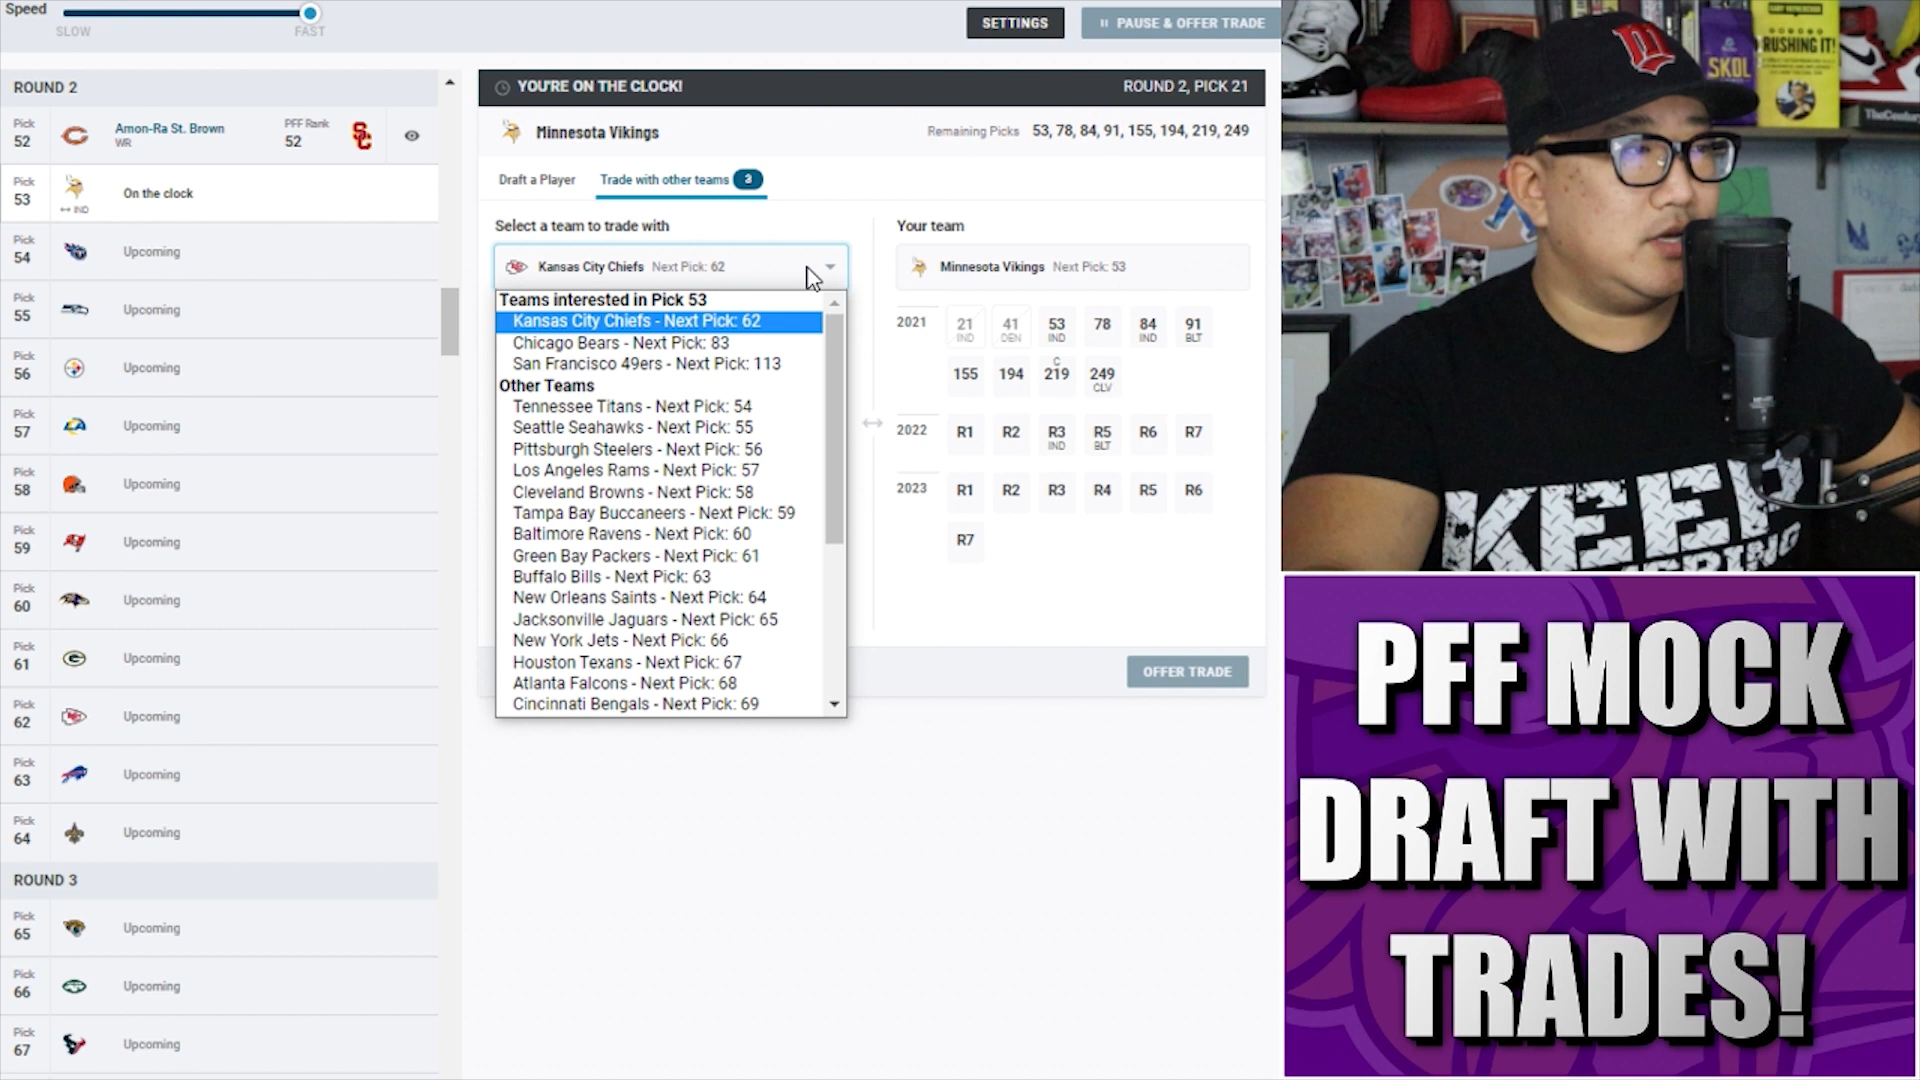 Speed
SLOW
FAST
SETTINGS
PAUSE & OFFER TRADE
ROUND 2
Pick 52
Amon-Ra St. Brown
WR
PFF Rank
52
SC
Pick 53
IND
On the clock
Pick 54
Upcoming
Pick 55
Upcoming
Pick 56
Upcoming
Pick 57
Upcoming
Pick 58
Upcoming
Pick 59
Upcoming
Pick 60
Upcoming
Pick 61
Upcoming
Pick 62
Upcoming
Pick 63
Upcoming
Pick 64
Upcoming
ROUND 3
Pick 65
Upcoming
Pick 66
Upcoming
Pick 67
Upcoming
YOU'RE ON THE CLOCK!
ROUND 2, PICK 21
Minnesota Vikings
Remaining Picks 53, 78, 84, 91, 155, 194, 219, 249
Draft a Player
Trade with other teams 3
Select a team to trade with
Kansas City Chiefs Next Pick: 62
Teams interested in Pick 53
Kansas City Chiefs - Next Pick: 62
Chicago Bears - Next Pick: 83
San Francisco 49ers - Next Pick: 113
Other Teams
Tennessee Titans - Next Pick: 54
Seattle Seahawks - Next Pick: 55
Pittsburgh Steelers - Next Pick: 56
Los Angeles Rams - Next Pick: 57
Cleveland Browns - Next Pick: 58
Tampa Bay Buccaneers - Next Pick: 59
Baltimore Ravens - Next Pick: 60
Green Bay Packers - Next Pick: 61
Buffalo Bills - Next Pick: 63
New Orleans Saints - Next Pick: 64
Jacksonville Jaguars - Next Pick: 65
New York Jets - Next Pick: 66
Houston Texans - Next Pick: 67
Atlanta Falcons - Next Pick: 68
Cincinnati Bengals - Next Pick: 69
Your team
Minnesota Vikings Next Pick: 53
2021
21 IND
41 DEN
53 IND
78
84 IND
91 BLT
155
194
C 219
249 CLV
2022
R1
R2
R3 IND
R5 BLT
R6
R7
2023
R1
R2
R3
R4
R5
R6
R7
OFFER TRADE
SKOL
RUSHING IT!
TheCentury
KEEP
PFF MOCK
DRAFT WITH
TRADES!